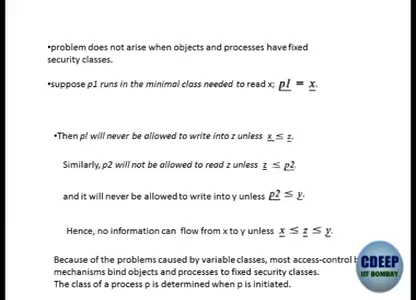 •problem does not arise when objects and processes have fixed
security classes.
•suppose p1 runs in the minimal class needed to read x; p1 = x.
•Then p1 will never be allowed to write into z unless x ≤ z.
Similarly, p2 will not be allowed to read z unless z ≤ p2.
and it will never be allowed to write into y unless p2 ≤ y.
Hence, no information can flow from x to y unless x ≤ z ≤ y.
Because of the problems caused by variable classes, most access-control
mechanisms bind objects and processes to fixed security classes.
The class of a process p is determined when p is initiated.
CDEEP
IIT BOMBAY